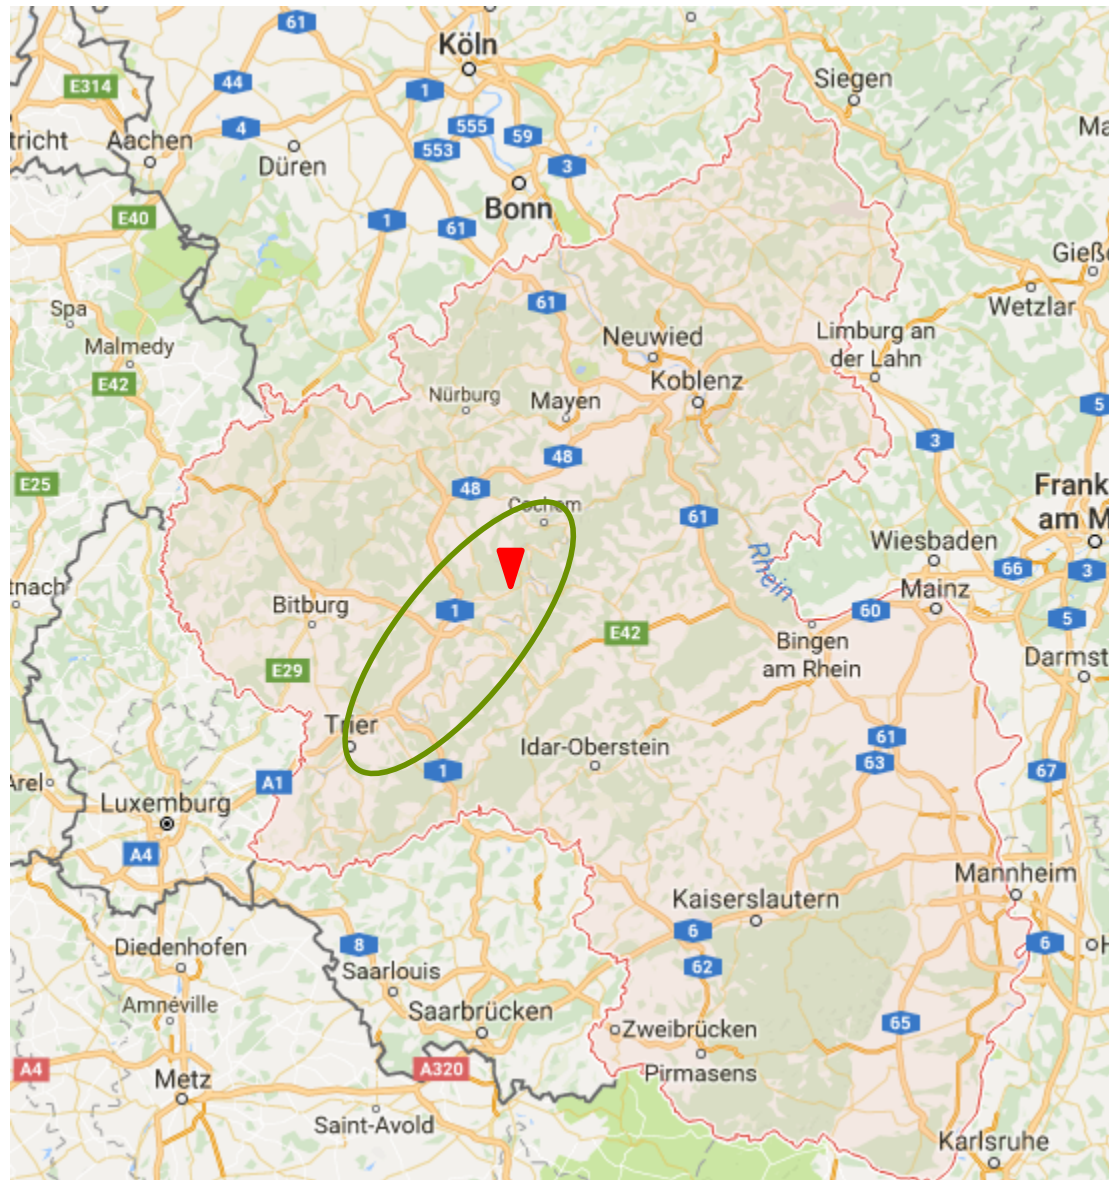 61
Köln
Siegen
E314
44
1
4
555
59
553
3
Ma
tricht
Aachen
Düren
Bonn
E40
1
61
Gieße
Wetzlar
Spa
Malmedy
E42
61
Neuwied
Limburg an
der Lahn
Koblenz
Nürburg
Mayen
5
3
48
48
E25
Cochem
61
Frank
am M
Wiesbaden
66
3
Rhein
Mainz
tnach
Bitburg
1
60
5
E42
Bingen
am Rhein
Darmst
E29
Trier
Idar-Oberstein
61
63
67
1
A1
Arel
Luxemburg
A4
Mannheim
Kaiserslautern
6
8
62
6
H
Diedenhofen
Saarlouis
Amnéville
Saarbrücken
65
Zweibrücken
A4
A320
Metz
Pirmasens
Saint-Avold
Karlsruhe